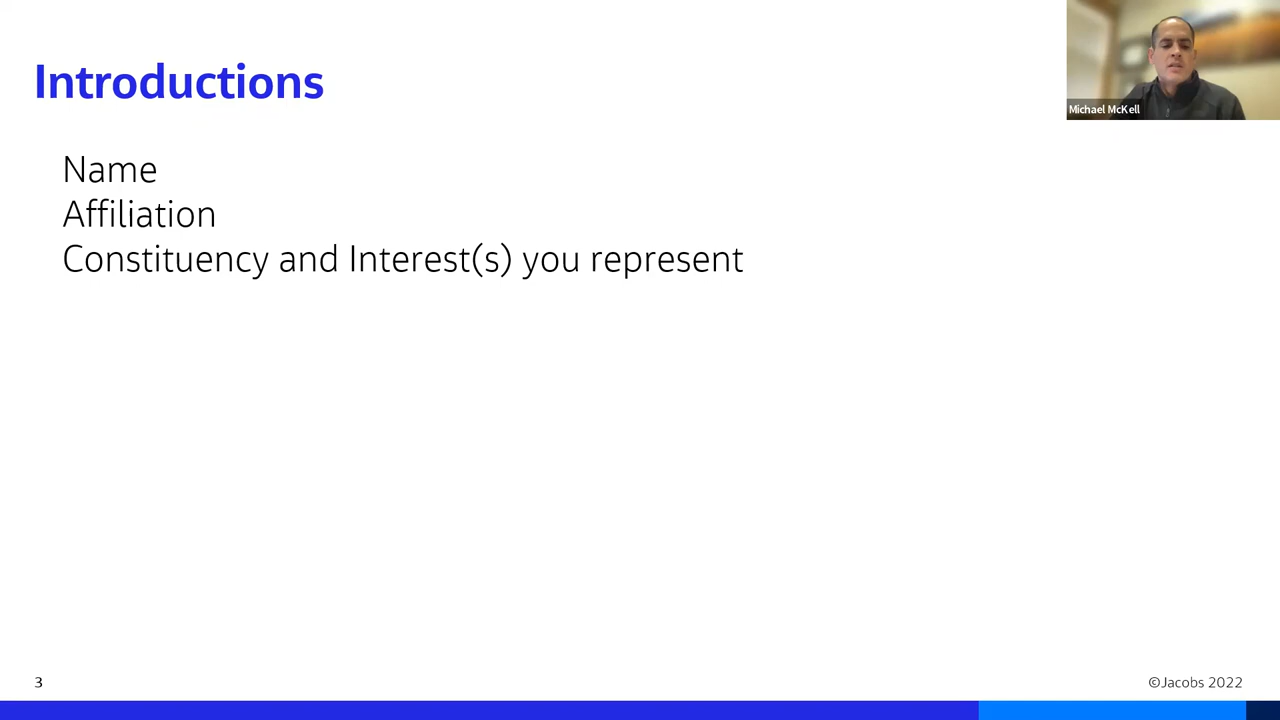 Introductions
Michael McKell
Name
Affiliation
Constituency and Interest(s) you represent
3
©Jacobs 2022